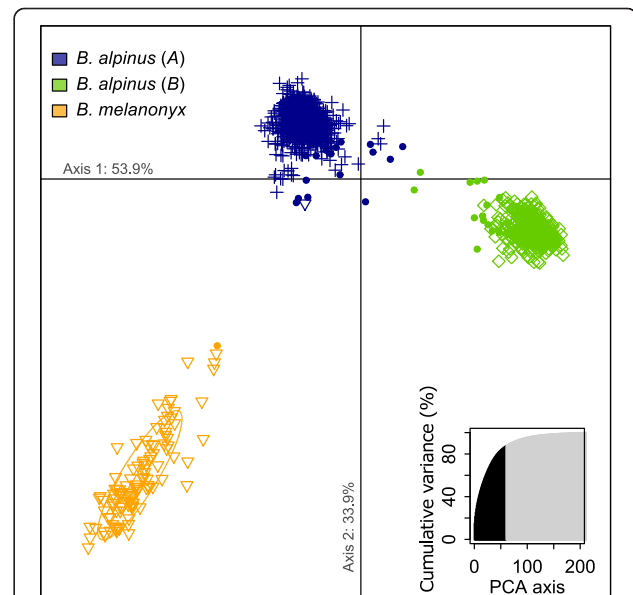 B. alpinus (A)
B. alpinus (B)
B. melanonyx
Axis 1: 53.9%
Axis 2: 33.9%
Cumulative variance (%)
80
40
0
0 100 200
PCA axis